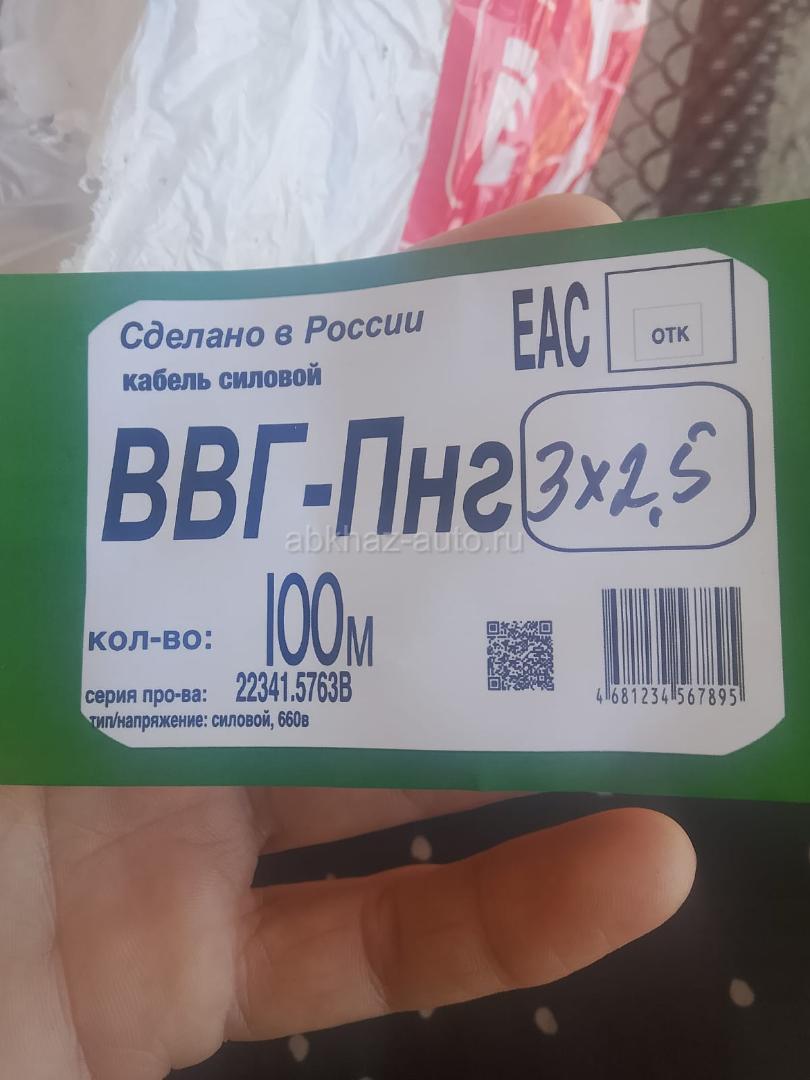 Сделано в России
EAC
ОТК
кабель силовой
ВВГ-Пнг 3x2,5
abkhaz-auto.ru
кол-во: 100м
серия про-ва: 22341.5763В
тип/напряжение: силовой, 660в
4 681234 567895